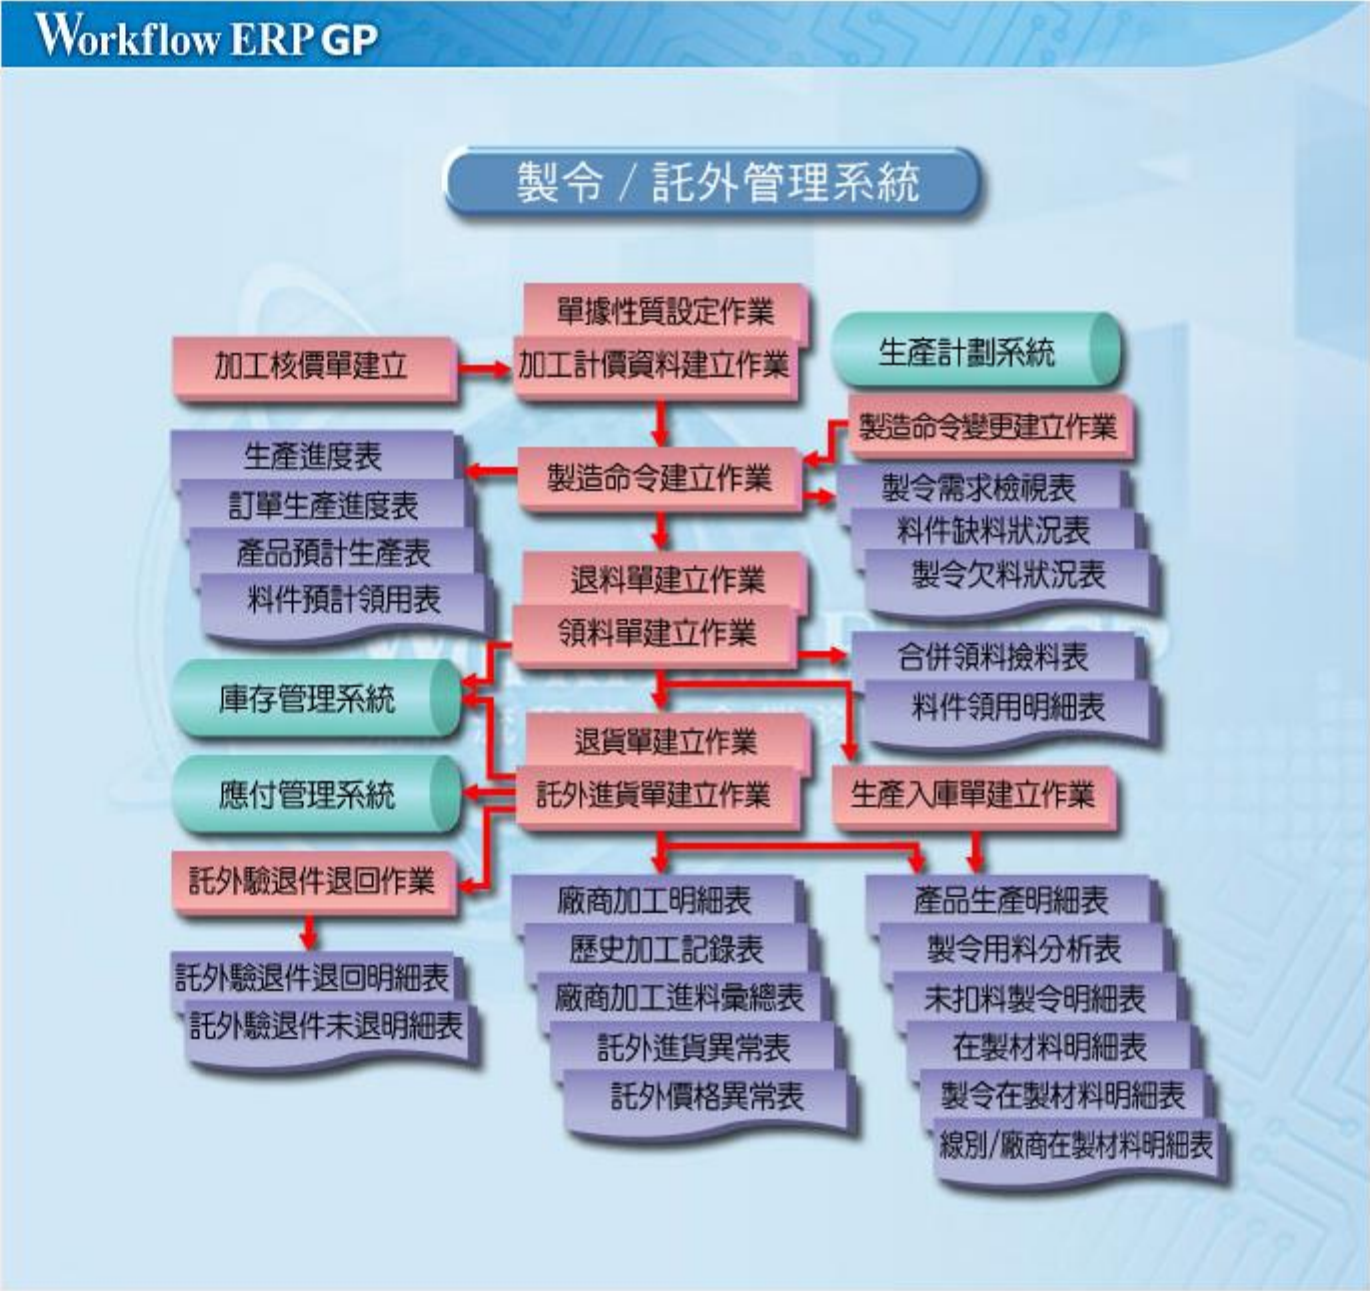 Workflow ERP GP
製令 / 託外管理系統
單據性質設定作業
加工核價單建立
加工計價資料建立作業
生產計劃系統
製造命令變更建立作業
生產進度表
訂單生產進度表
產品預計生產表
料件預計領用表
製造命令建立作業
製令需求檢視表
料件缺料狀況表
製令欠料狀況表
退料單建立作業
領料單建立作業
合併領料撿料表
料件領用明細表
庫存管理系統
應付管理系統
退貨單建立作業
託外進貨單建立作業
生產入庫單建立作業
託外驗退件退回作業
託外驗退件退回明細表
託外驗退件未退明細表
廠商加工明細表
歷史加工記錄表
廠商加工進料彙總表
託外進貨異常表
託外價格異常表
產品生產明細表
製令用料分析表
未扣料製令明細表
在製材料明細表
製令在製材料明細表
線別/廠商在製材料明細表